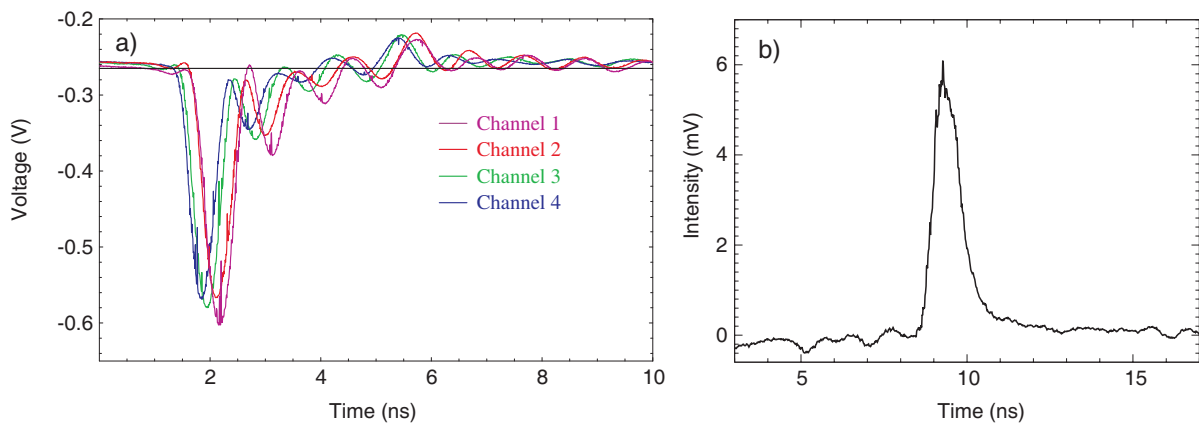 a)
Voltage (V)
-0.2
-0.3
-0.4
-0.5
-0.6
Channel 1
Channel 2
Channel 3
Channel 4
2 4 6 8 10
Time (ns)
b)
Intensity (mV)
6
4
2
0
5 10 15
Time (ns)